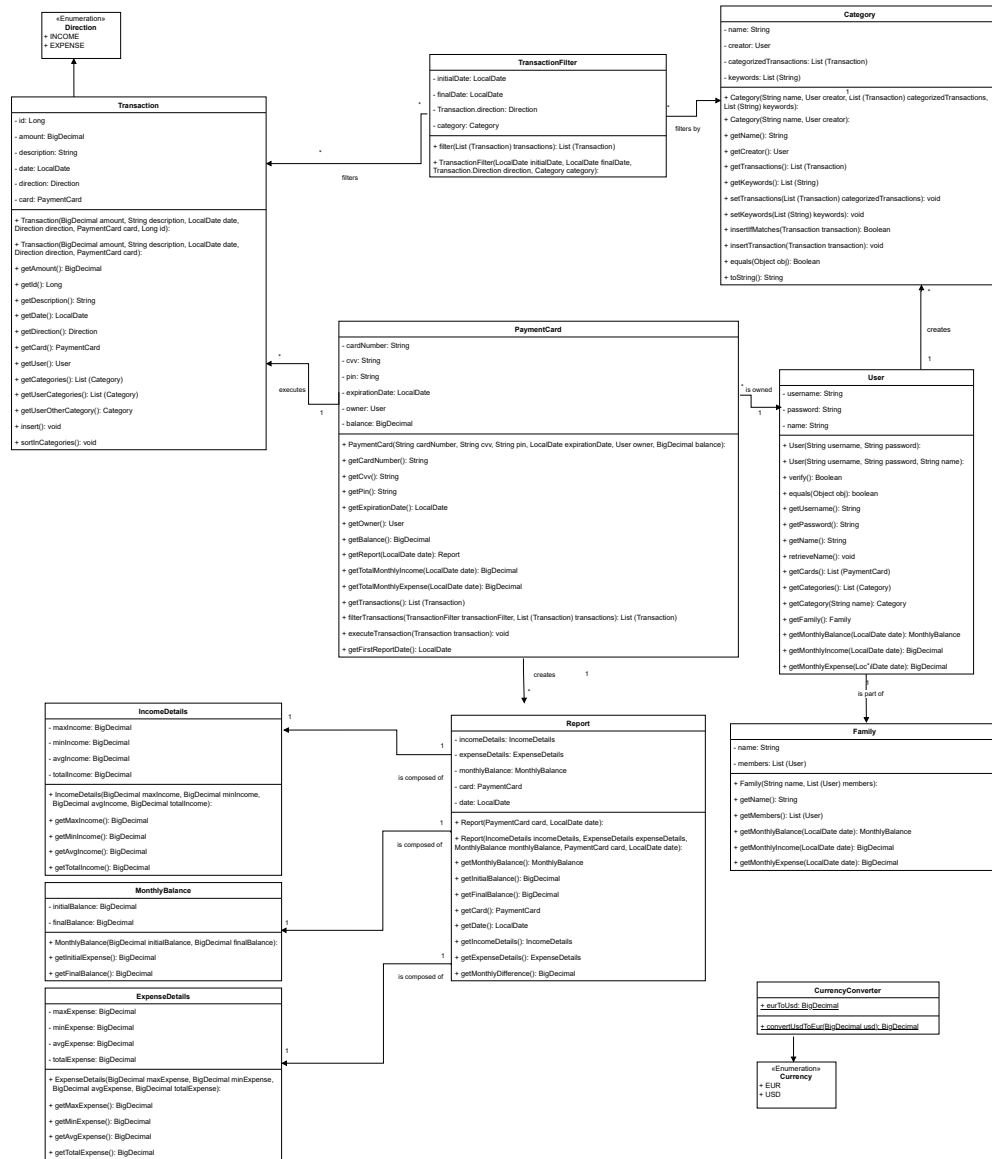 «Enumeration»
Direction
+ INCOME
+ EXPENSE
Transaction
- id: Long
- amount: BigDecimal
- description: String
- date: LocalDate
- direction: Direction
- card: PaymentCard
+ Transaction(BigDecimal amount, String description, LocalDate date,
Direction direction, PaymentCard card, Long id):
+ Transaction(BigDecimal amount, String description, LocalDate date,
Direction direction, PaymentCard card):
+ getAmount(): BigDecimal
+ getId(): Long
+ getDescription(): String
+ getDate(): LocalDate
+ getDirection(): Direction
+ getCard(): PaymentCard
+ getUser(): User
+ getCategories(): List (Category)
+ getUserCategories(): List (Category)
+ getUserOtherCategory(): Category
+ insert(): void
+ sortInCategories(): void
*
filters
*
TransactionFilter
- initialDate: LocalDate
- finalDate: LocalDate
- Transaction.direction: Direction
- category: Category
+ filter(List (Transaction) transactions): List (Transaction)
+ TransactionFilter(LocalDate initialDate, LocalDate finalDate,
Transaction.Direction direction, Category category):
*
filters by
1
Category
- name: String
- creator: User
- categorizedTransactions: List (Transaction)
- keywords: List (String)
+ Category(String name, User creator, List (Transaction) categorizedTransactions,
List (String) keywords):
+ Category(String name, User creator):
+ getName(): String
+ getCreator(): User
+ getTransactions(): List (Transaction)
+ getKeywords(): List (String)
+ setTransactions(List (Transaction) categorizedTransactions): void
+ setKeywords(List (String) keywords): void
+ insertIfMatches(Transaction transaction): Boolean
+ insertTransaction(Transaction transaction): void
+ equals(Object obj): Boolean
+ toString(): String
*
creates
1
*
executes
1
PaymentCard
- cardNumber: String
- cvv: String
- pin: String
- expirationDate: LocalDate
- owner: User
- balance: BigDecimal
+ PaymentCard(String cardNumber, String cvv, String pin, LocalDate expirationDate, User owner, BigDecimal balance):
+ getCardNumber(): String
+ getCvv(): String
+ getPin(): String
+ getExpirationDate(): LocalDate
+ getOwner(): User
+ getBalance(): BigDecimal
+ getReport(LocalDate date): Report
+ getTotalMonthlyIncome(LocalDate date): BigDecimal
+ getTotalMonthlyExpense(LocalDate date): BigDecimal
+ getTransactions(): List (Transaction)
+ filterTransactions(TransactionFilter transactionFilter, List (Transaction) transactions): List (Transaction)
+ executeTransaction(Transaction transaction): void
+ getFirstReportDate(): LocalDate
*
is owned
1
User
- username: String
- password: String
- name: String
+ User(String username, String password):
+ User(String username, String password, String name):
+ verify(): Boolean
+ equals(Object obj): boolean
+ getUsername(): String
+ getPassword(): String
+ getName(): String
+ retrieveName(): void
+ getCards(): List (PaymentCard)
+ getCategories(): List (Category)
+ getCategory(String name): Category
+ getFamily(): Family
+ getMonthlyBalance(LocalDate date): MonthlyBalance
+ getMonthlyIncome(LocalDate date): BigDecimal
+ getMonthlyExpense(LocalDate date): BigDecimal
*
1
is part of
creates
1
*
IncomeDetails
- maxIncome: BigDecimal
- minIncome: BigDecimal
- avgIncome: BigDecimal
- totalIncome: BigDecimal
+ IncomeDetails(BigDecimal maxIncome, BigDecimal minIncome,
BigDecimal avgIncome, BigDecimal totalIncome):
+ getMaxIncome(): BigDecimal
+ getMinIncome(): BigDecimal
+ getAvgIncome(): BigDecimal
+ getTotalIncome(): BigDecimal
1
1
is composed of
Report
- incomeDetails: IncomeDetails
- expenseDetails: ExpenseDetails
- monthlyBalance: MonthlyBalance
- card: PaymentCard
- date: LocalDate
+ Report(PaymentCard card, LocalDate date):
+ Report(IncomeDetails incomeDetails, ExpenseDetails expenseDetails,
MonthlyBalance monthlyBalance, PaymentCard card, LocalDate date):
+ getMonthlyBalance(): MonthlyBalance
+ getInitialBalance(): BigDecimal
+ getFinalBalance(): BigDecimal
+ getCard(): PaymentCard
+ getDate(): LocalDate
+ getIncomeDetails(): IncomeDetails
+ getExpenseDetails(): ExpenseDetails
+ getMonthlyDifference(): BigDecimal
Family
- name: String
- members: List (User)
+ Family(String name, List (User) members):
+ getName(): String
+ getMembers(): List (User)
+ getMonthlyBalance(LocalDate date): MonthlyBalance
+ getMonthlyIncome(LocalDate date): BigDecimal
+ getMonthlyExpense(LocalDate date): BigDecimal
1
is composed of
1
MonthlyBalance
- initialBalance: BigDecimal
- finalBalance: BigDecimal
+ MonthlyBalance(BigDecimal initialBalance, BigDecimal finalBalance):
+ getInitialExpense(): BigDecimal
+ getFinalBalance(): BigDecimal
1
is composed of
1
ExpenseDetails
- maxExpense: BigDecimal
- minExpense: BigDecimal
- avgExpense: BigDecimal
- totalExpense: BigDecimal
+ ExpenseDetails(BigDecimal maxExpense, BigDecimal minExpense,
BigDecimal avgExpense, BigDecimal totalExpense):
+ getMaxExpense(): BigDecimal
+ getMinExpense(): BigDecimal
+ getAvgExpense(): BigDecimal
+ getTotalExpense(): BigDecimal
CurrencyConverter
+ eurToUsd: BigDecimal
+ convertUsdToEur(BigDecimal usd): BigDecimal
«Enumeration»
Currency
+ EUR
+ USD